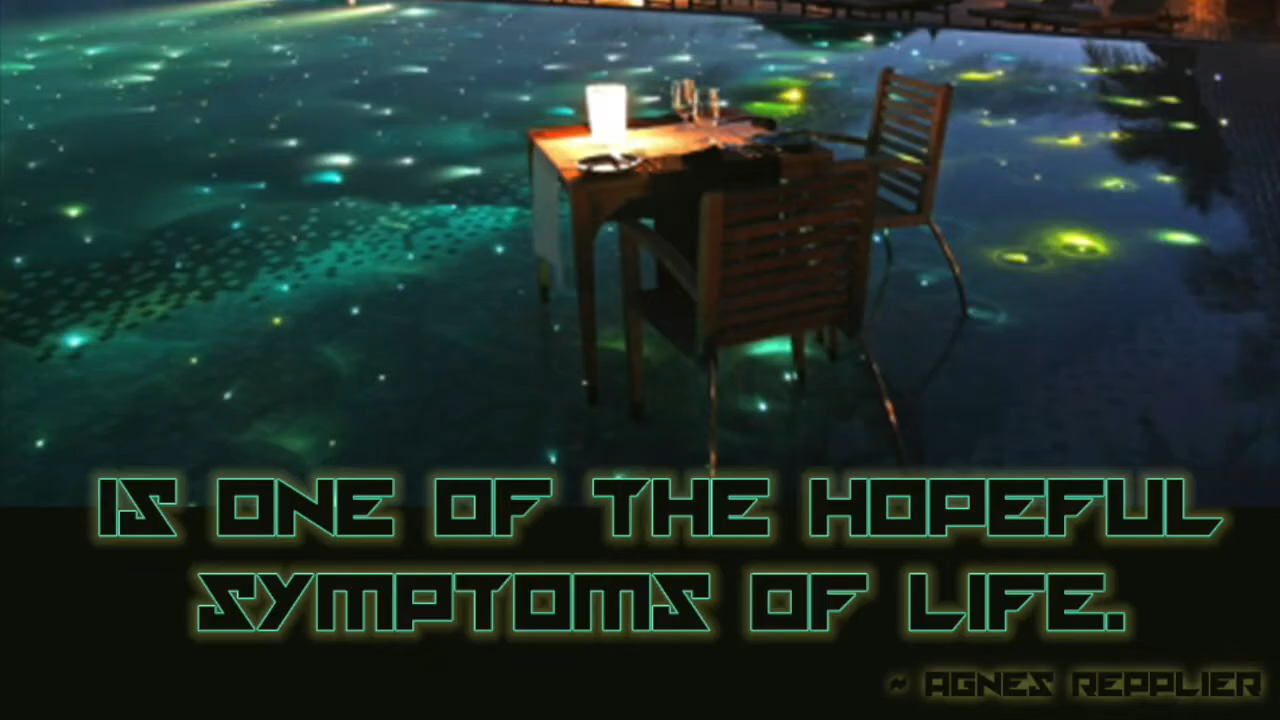 IS ONE OF THE HOPEFUL
SYMPTOMS OF LIFE.
~ AGNES REPPLIER